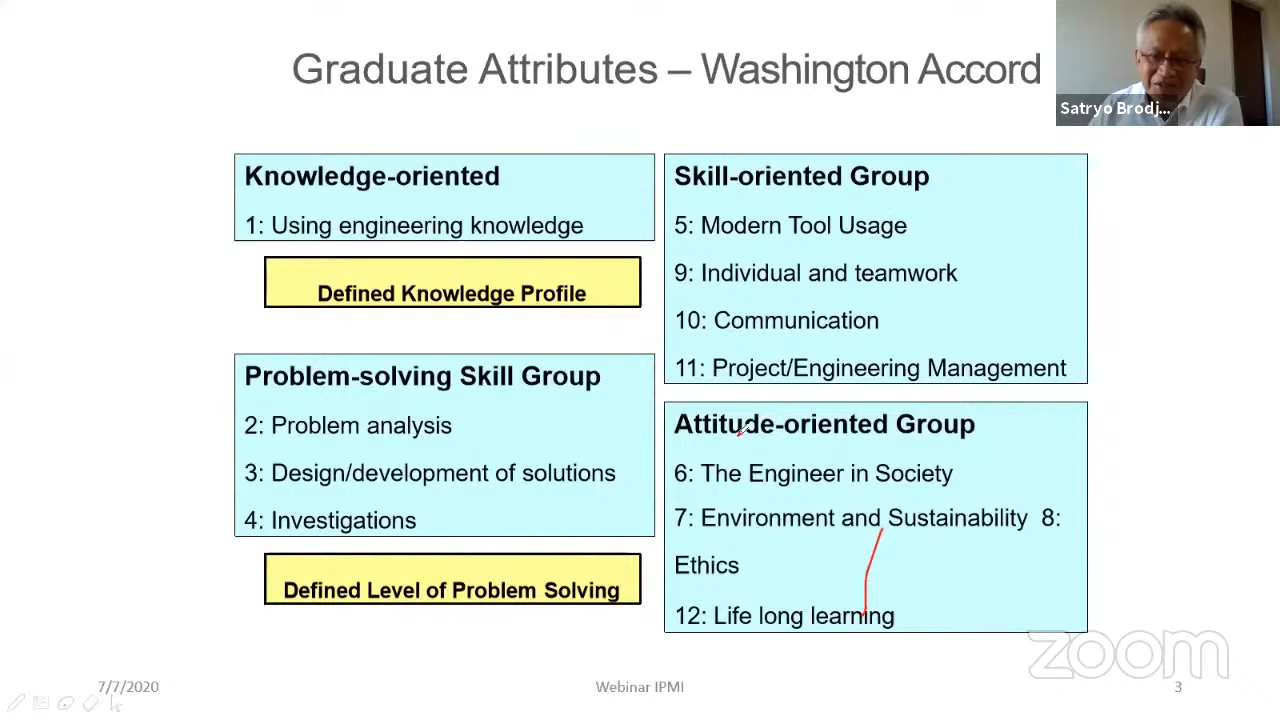 Graduate Attributes – Washington Accord
Satryo Brodj...
Knowledge-oriented
1: Using engineering knowledge
Defined Knowledge Profile
Problem-solving Skill Group
2: Problem analysis
3: Design/development of solutions
4: Investigations
Defined Level of Problem Solving
Skill-oriented Group
5: Modern Tool Usage
9: Individual and teamwork
10: Communication
11: Project/Engineering Management
Attitude-oriented Group
6: The Engineer in Society
7: Environment and Sustainability 8:
Ethics
12: Life long learning
zoom
7/7/2020
Webinar IPMI
3